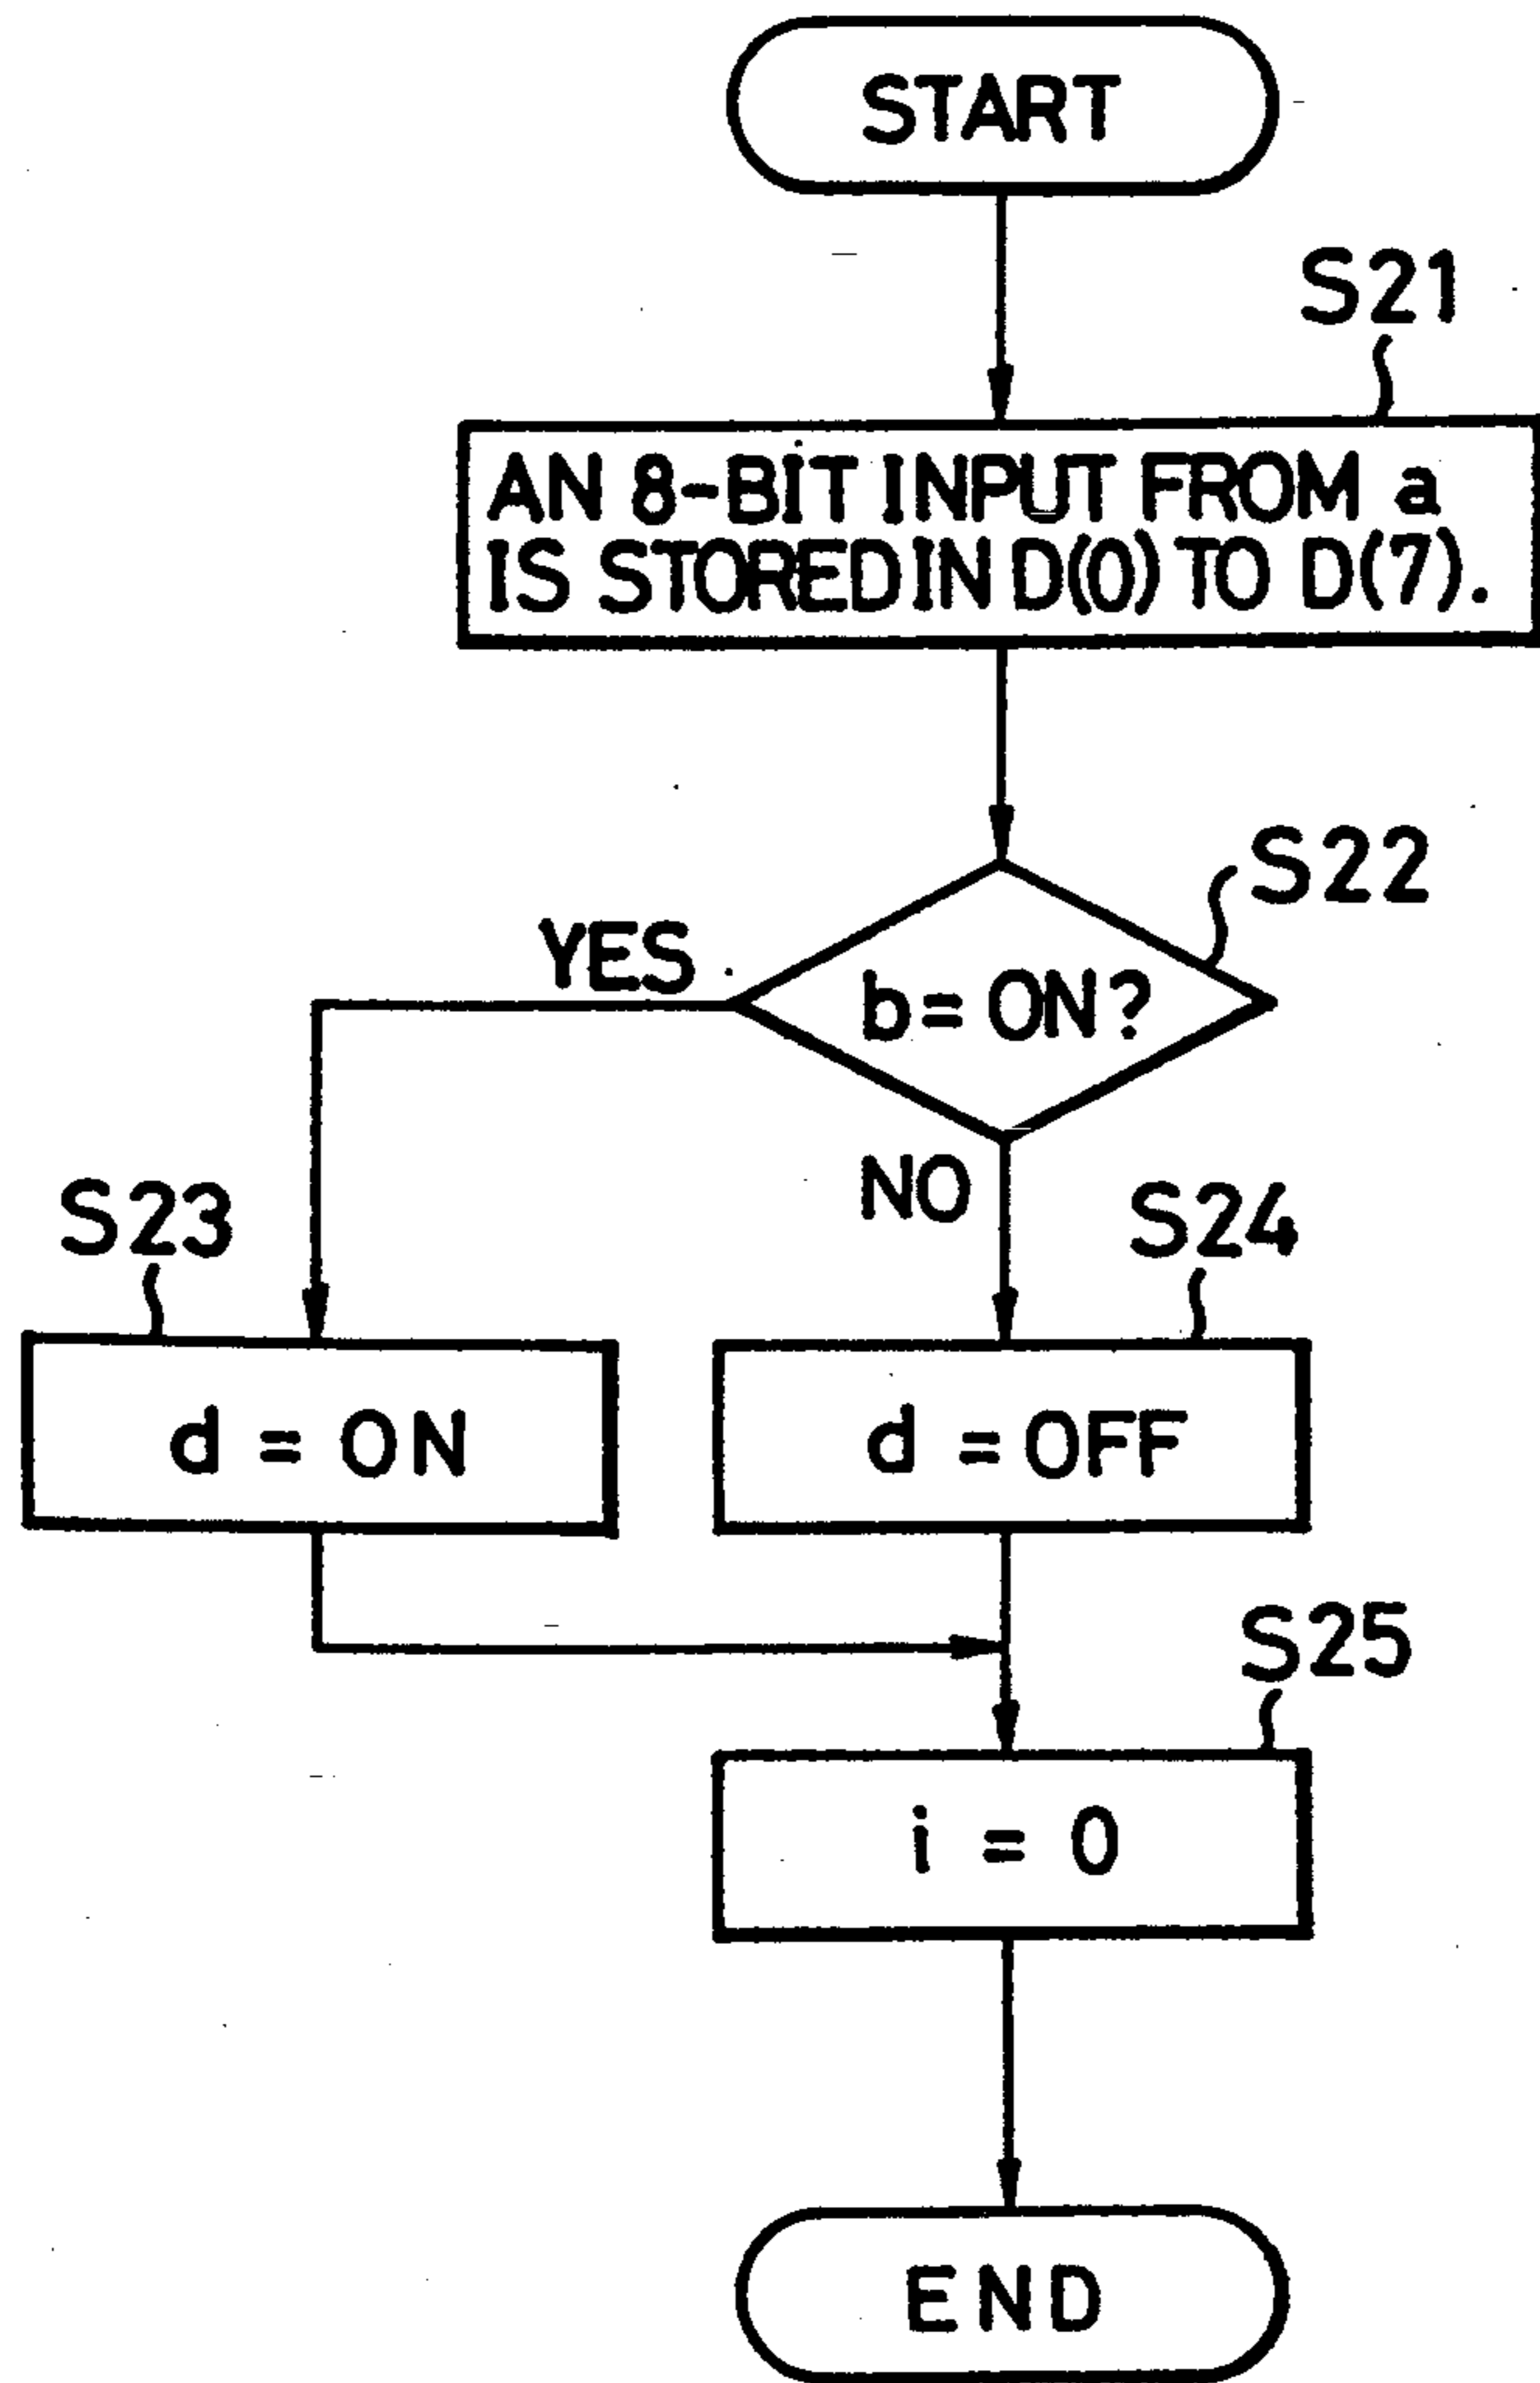 START
S21
AN 8-BIT INPUT FROM a
IS STORED IN D(0) TO D(7).
S22
YES
b=ON?
NO
S23
S24
d = ON
d = OFF
S25
i = 0
END